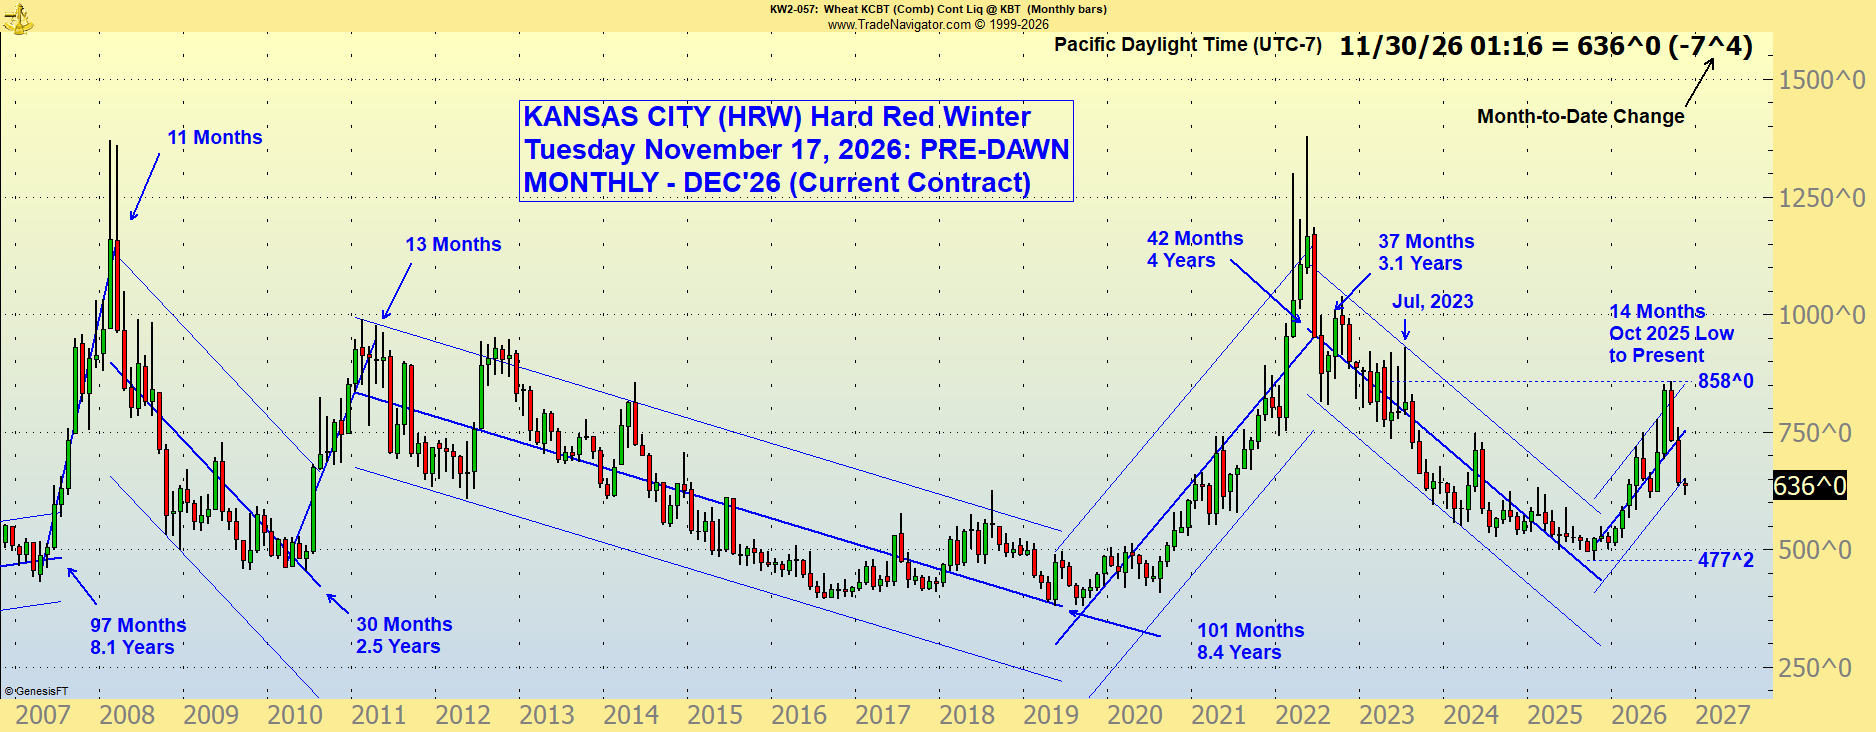 KW2-057:  Wheat KCBT (Comb) Cont Liq @ KBT  (Monthly bars)
www.TradeNavigator.com © 1999-2026
Pacific Daylight Time (UTC-7)   11/30/26 01:16 = 636^0 (-7^4)
Month-to-Date Change
KANSAS CITY (HRW) Hard Red Winter
Tuesday November 17, 2026: PRE-DAWN
MONTHLY - DEC'26 (Current Contract)
11 Months
13 Months
42 Months
4 Years
37 Months
3.1 Years
Jul, 2023
14 Months
Oct 2025 Low
to Present
858^0
477^2
97 Months
8.1 Years
30 Months
2.5 Years
101 Months
8.4 Years
1500^0
1250^0
1000^0
750^0
636^0
500^0
250^0
© GenesisFT
2007 2008 2009 2010 2011 2012 2013 2014 2015 2016 2017 2018 2019 2020 2021 2022 2023 2024 2025 2026 2027